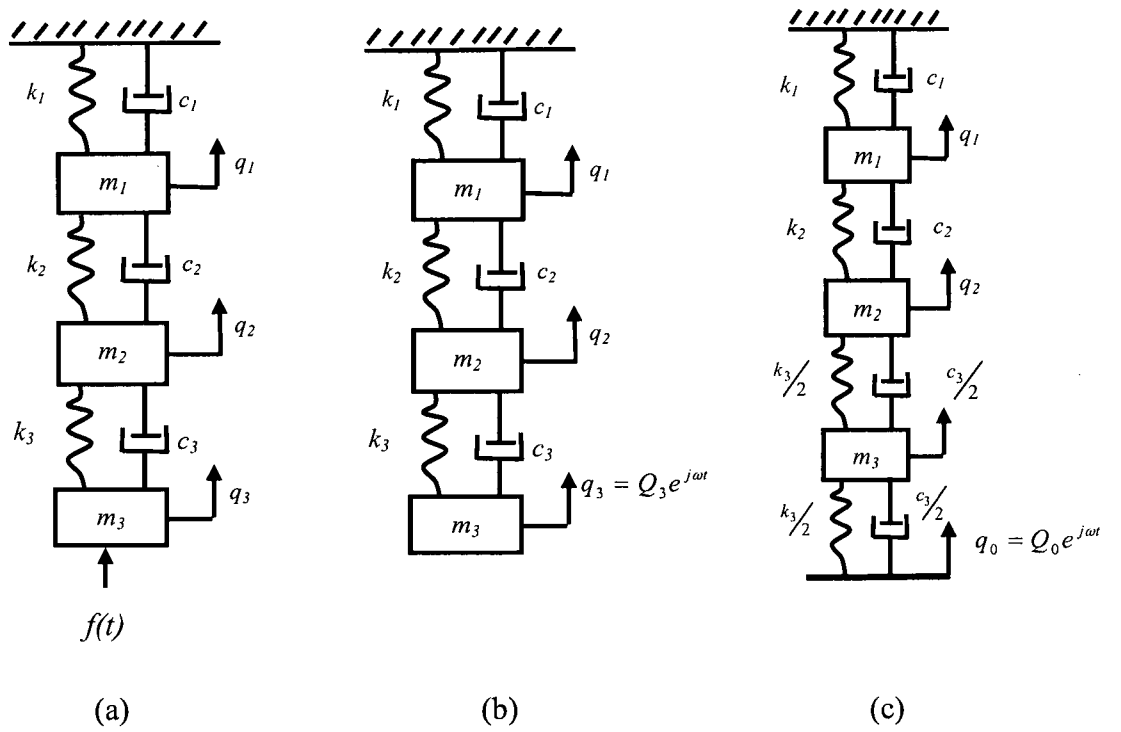 k1 c1
m1 q1
k2 c2
m2 q2
k3 c3
m3 q3
f(t)
(a)
k1 c1
m1 q1
k2 c2
m2 q2
k3 c3
m3 q3 = Q3e^jωt
(b)
k1 c1
m1 q1
k2 c2
m2 q2
k3/2 c3/2
m3
k3/2 c3/2
q0 = Q0e^jωt
(c)